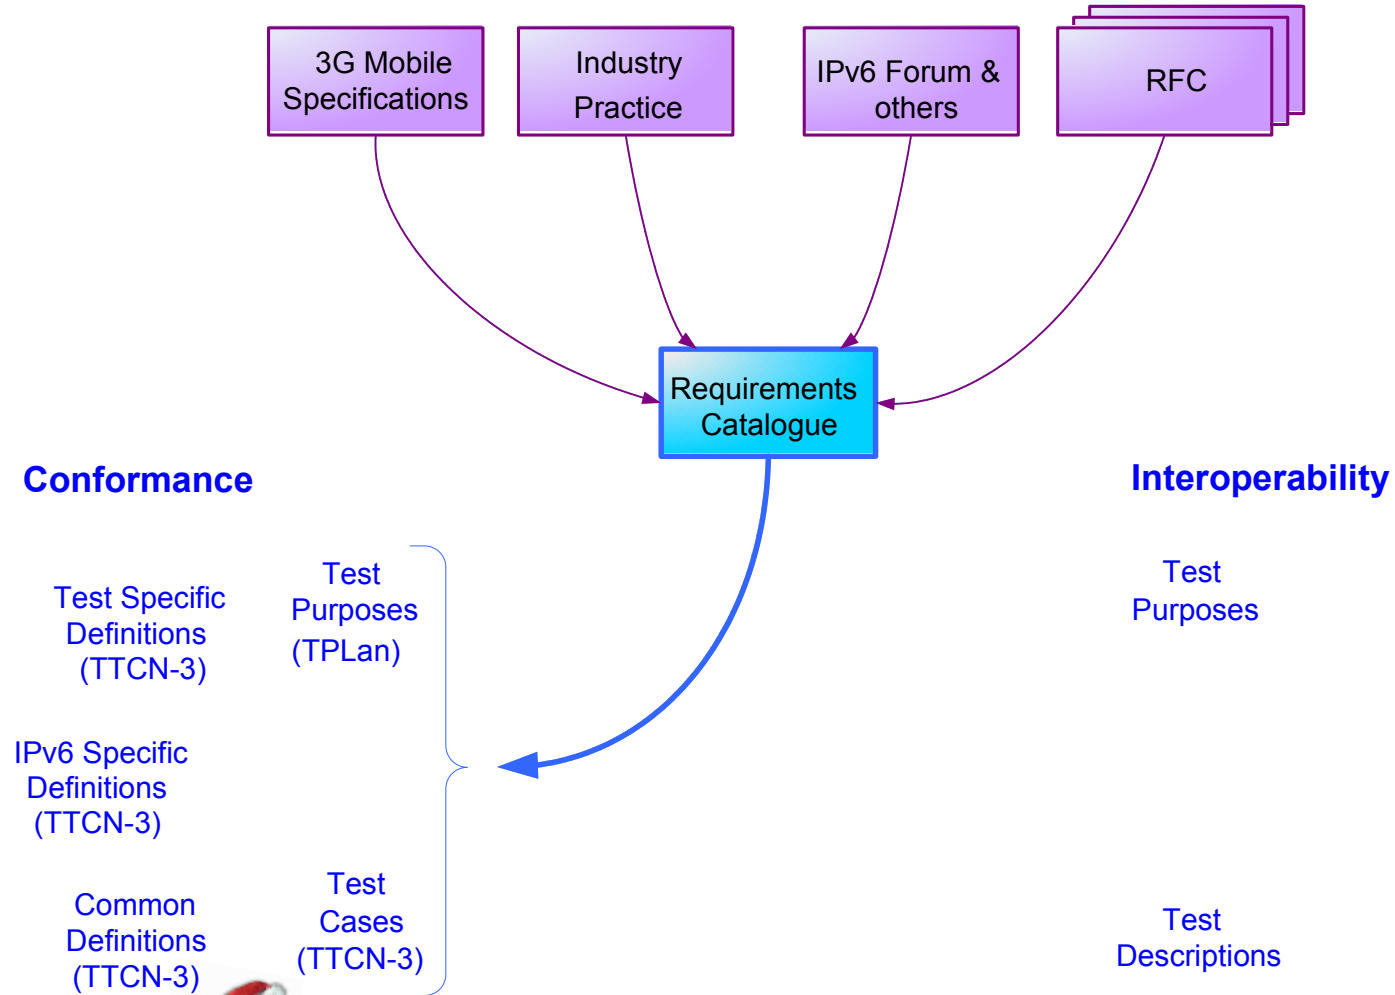 3G Mobile
Specifications
Industry
Practice
IPv6 Forum &
others
RFC
Requirements
Catalogue
Conformance
Interoperability
Test Specific
Definitions
(TTCN-3)
Test
Purposes
(TPLan)
Test
Purposes
IPv6 Specific
Definitions
(TTCN-3)
Common
Definitions
(TTCN-3)
Test
Cases
(TTCN-3)
Test
Descriptions